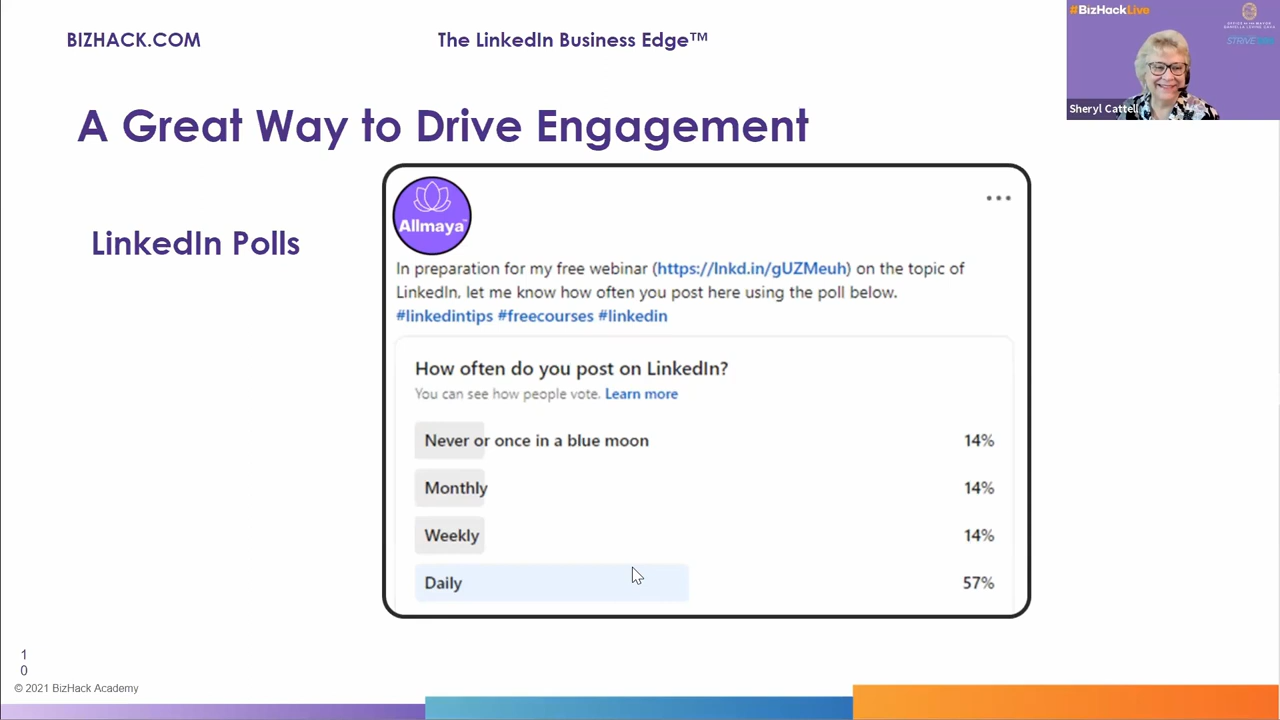 BIZHACK.COM
The LinkedIn Business Edge™
#BizHackLive
Sheryl Cattell
A Great Way to Drive Engagement
LinkedIn Polls
Allmaya™
In preparation for my free webinar (https://lnkd.in/gUZMeuh) on the topic of
LinkedIn, let me know how often you post here using the poll below.
#linkedintips #freecourses #linkedin
How often do you post on LinkedIn?
You can see how people vote. Learn more
Never or once in a blue moon 14%
Monthly 14%
Weekly 14%
Daily 57%
1
0
© 2021 BizHack Academy